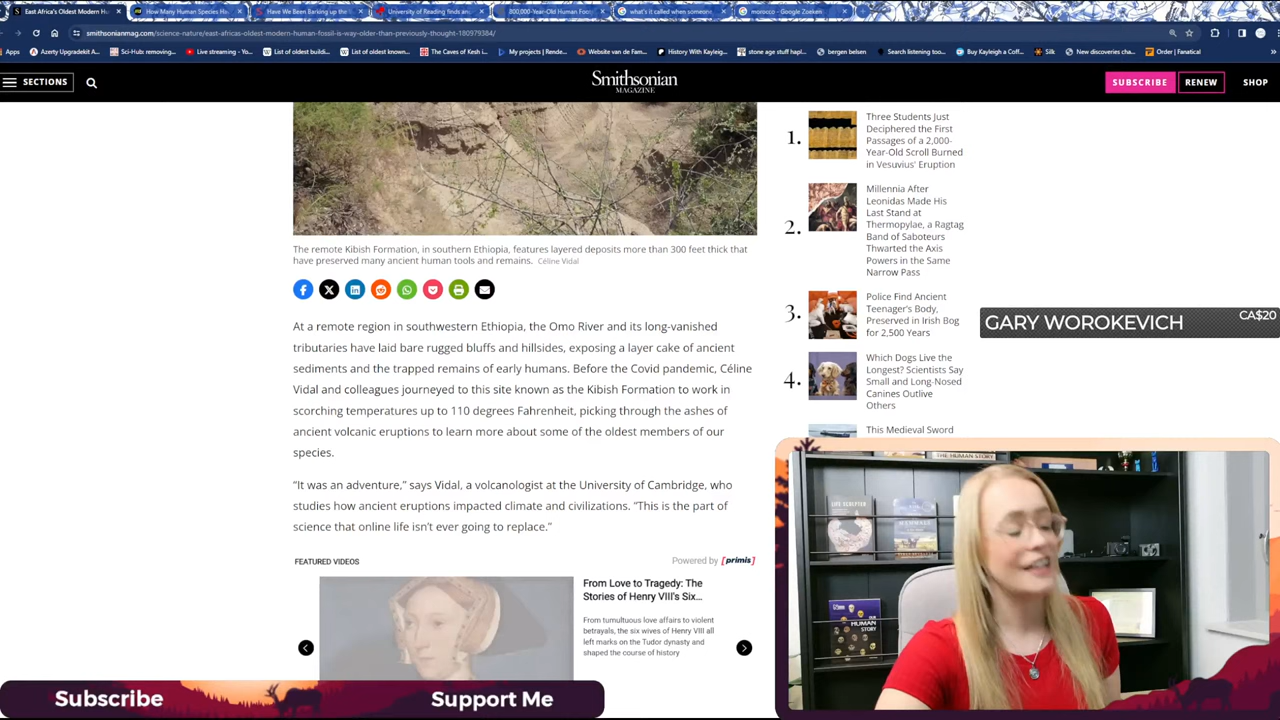 East Africa's Oldest Modern H
How Many Human Species Ha
Have We Been Barking up the
University of Reading finds an
300,000-Year-Old Human Foo
what's it called when someone
morocco - Google Zoeken
smithsonianmag.com/science-nature/east-africas-oldest-modern-human-fossil-is-way-older-than-previously-thought-180979384/
Apps
Azerty Upgradekit A...
Sci-Hub: removing...
Live streaming - Yo...
List of oldest buildi...
List of oldest known...
The Caves of Kesh i...
My projects | Rende...
Website van de Fam...
History With Kayleig...
stone age stuff hapl...
bergen belsen
Search listening too...
Buy Kayleigh a Coff...
Silk
New discoveries cha...
Order | Fanatical
SECTIONS
Smithsonian
MAGAZINE
SUBSCRIBE
RENEW
SHOP
The remote Kibish Formation, in southern Ethiopia, features layered deposits more than 300 feet thick that
have preserved many ancient human tools and remains. Céline Vidal
At a remote region in southwestern Ethiopia, the Omo River and its long-vanished
tributaries have laid bare rugged bluffs and hillsides, exposing a layer cake of ancient
sediments and the trapped remains of early humans. Before the Covid pandemic, Céline
Vidal and colleagues journeyed to this site known as the Kibish Formation to work in
scorching temperatures up to 110 degrees Fahrenheit, picking through the ashes of
ancient volcanic eruptions to learn more about some of the oldest members of our
species.
“It was an adventure,” says Vidal, a volcanologist at the University of Cambridge, who
studies how ancient eruptions impacted climate and civilizations. “This is the part of
science that online life isn’t ever going to replace.”
FEATURED VIDEOS
Powered by [primis]
From Love to Tragedy: The
Stories of Henry VIII's Six...
From tumultuous love affairs to violent
betrayals, the six wives of Henry VIII all
left marks on the Tudor dynasty and
shaped the course of history
1.
Three Students Just
Deciphered the First
Passages of a 2,000-
Year-Old Scroll Burned
in Vesuvius’ Eruption
2.
Millennia After
Leonidas Made His
Last Stand at
Thermopylae, a Ragtag
Band of Saboteurs
Thwarted the Axis
Powers in the Same
Narrow Pass
3.
Police Find Ancient
Teenager’s Body,
Preserved in Irish Bog
for 2,500 Years
4.
Which Dogs Live the
Longest? Scientists Say
Small and Long-Nosed
Canines Outlive
Others
This Medieval Sword
GARY WOROKEVICH
CA$20
THE HUMAN STORY
OUR
HUMAN
STORY
Subscribe
Support Me